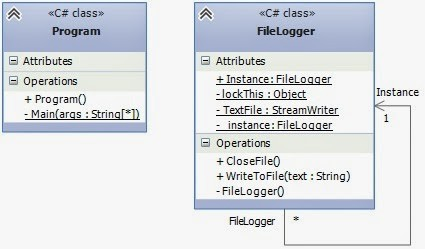 «C# class»
Program
Attributes
Operations
+ Program()
- Main(args : String[*])
«C# class»
FileLogger
Attributes
+ Instance:FileLogger
- lockThis : Object
- TextFile : StreamWriter
- _instance:FileLogger
Operations
+ CloseFile()
+ WriteToFile(text : String)
- FileLogger()
Instance
1
FileLogger
*